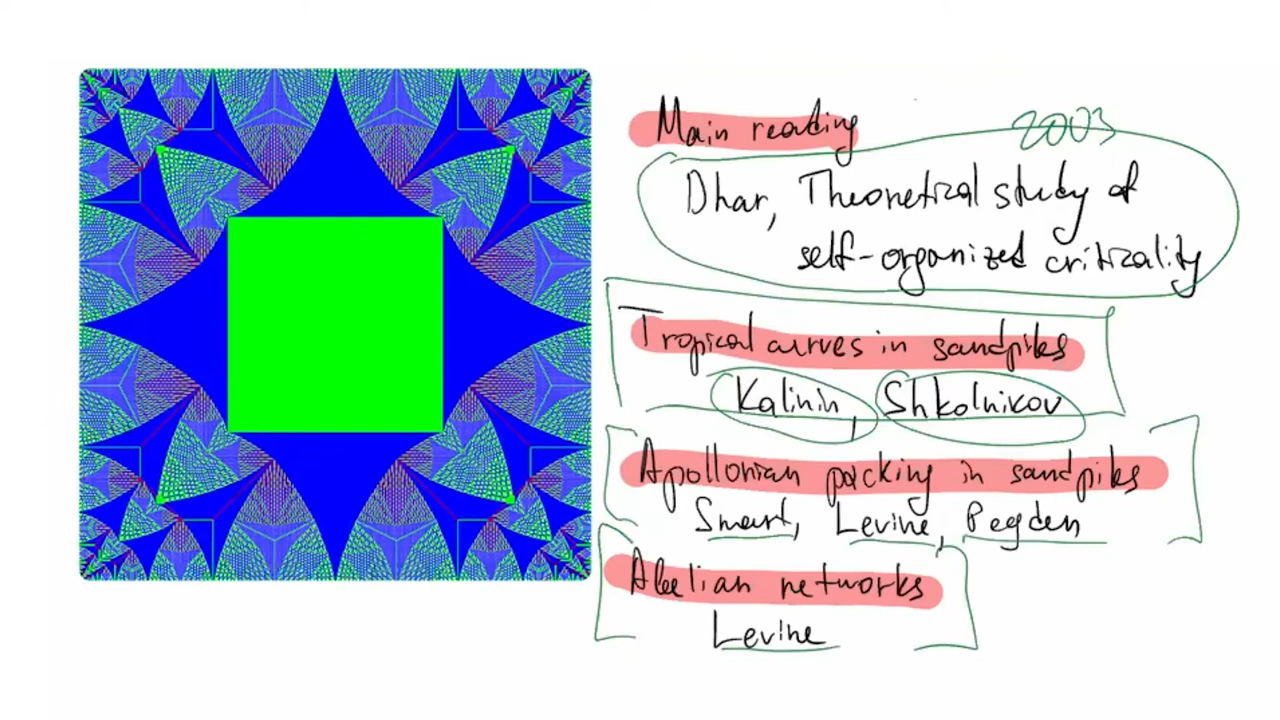 Main reading
2003
Dhar, Theoretical study of
self-organized criticality
Tropical curves in sandpiles
Kalinin, Shkolnikov
Apollonian packing in sandpiles
Smart, Levine, Pegden
Abelian networks
Levine